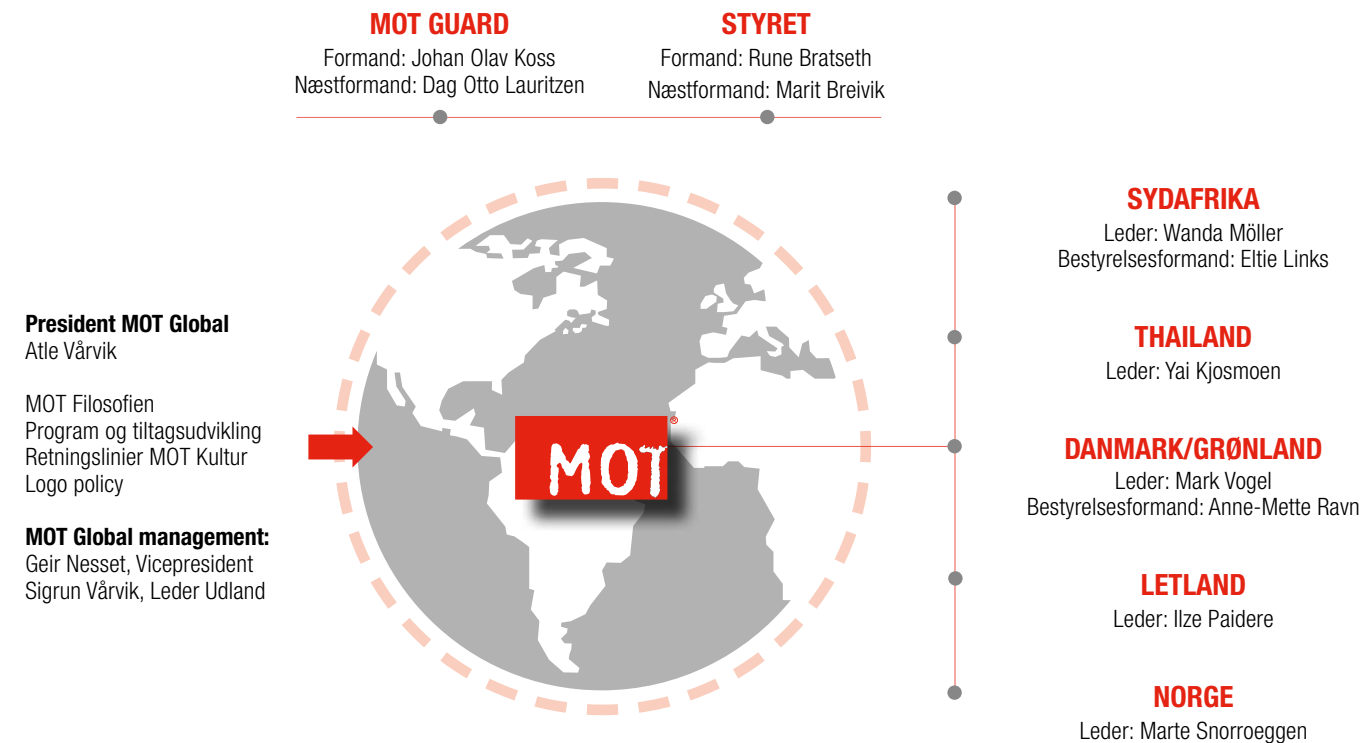 MOT GUARD
Formand: Johan Olav Koss
Næstformand: Dag Otto Lauritzen
STYRET
Formand: Rune Bratseth
Næstformand: Marit Breivik
President MOT Global
Atle Vårvik
MOT Filosofien
Program og tiltagsudvikling
Retningslinier MOT Kultur
Logo policy
MOT Global management:
Geir Nesset, Vicepresident
Sigrun Vårvik, Leder Udland
MOT®
SYDAFRIKA
Leder: Wanda Möller
Bestyrelsesformand: Eltie Links
THAILAND
Leder: Yai Kjosmoen
DANMARK/GRØNLAND
Leder: Mark Vogel
Bestyrelsesformand: Anne-Mette Ravn
LETLAND
Leder: Ilze Paidere
NORGE
Leder: Marte Snorroeggen